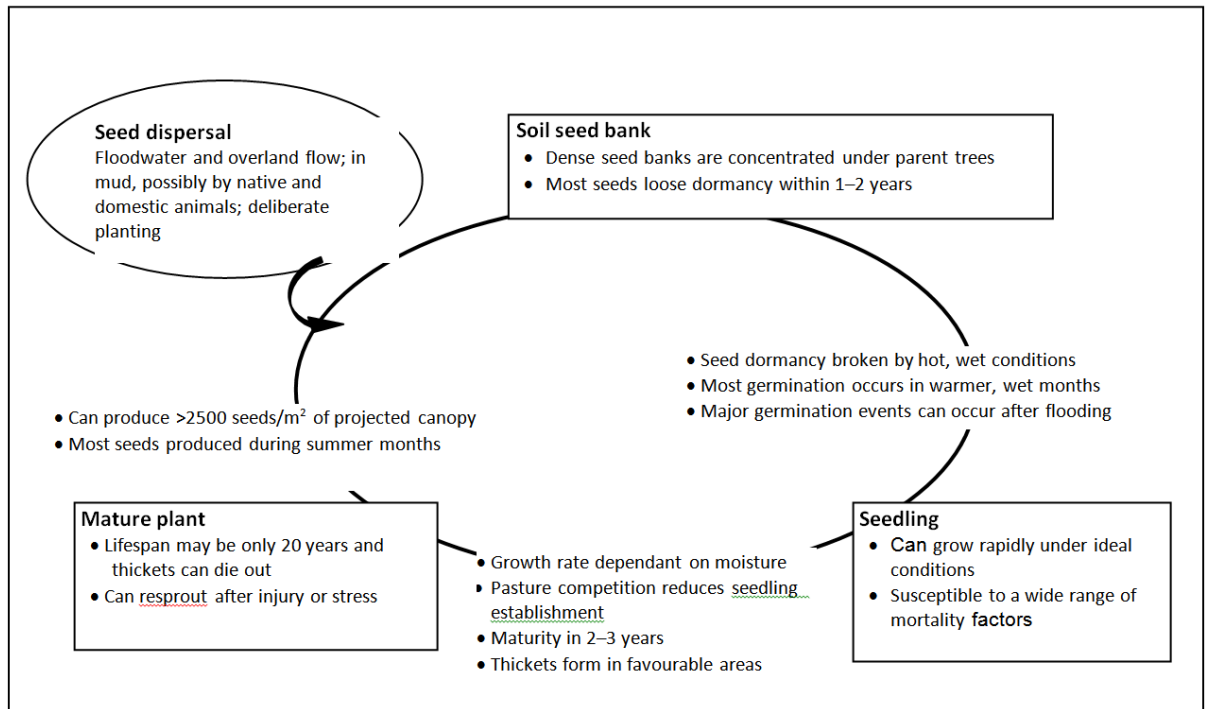 Seed dispersal
Floodwater and overland flow; in
mud, possibly by native and
domestic animals; deliberate
planting
Soil seed bank
• Dense seed banks are concentrated under parent trees
• Most seeds loose dormancy within 1–2 years
• Seed dormancy broken by hot, wet conditions
• Most germination occurs in warmer, wet months
• Major germination events can occur after flooding
Seedling
• Can grow rapidly under ideal
conditions
• Susceptible to a wide range of
mortality factors
• Growth rate dependant on moisture
• Pasture competition reduces seedling
establishment
• Maturity in 2–3 years
• Thickets form in favourable areas
Mature plant
• Lifespan may be only 20 years and
thickets can die out
• Can resprout after injury or stress
• Can produce >2500 seeds/m² of projected canopy
• Most seeds produced during summer months